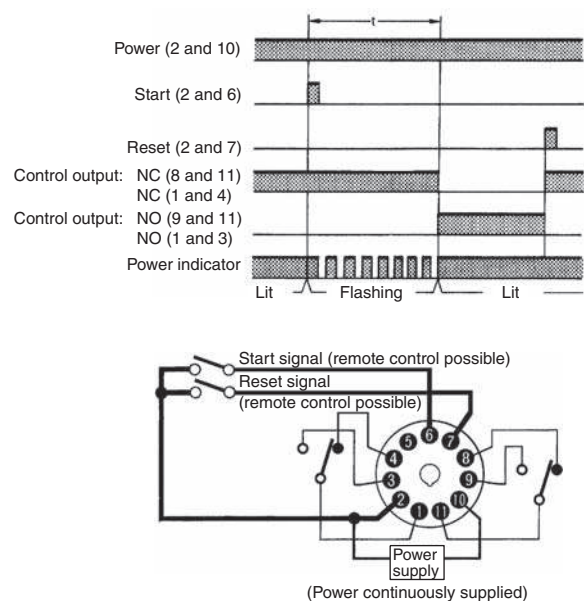 t
Power (2 and 10)
Start (2 and 6)
Reset (2 and 7)
Control output: NC (8 and 11)
NC (1 and 4)
Control output: NO (9 and 11)
NO (1 and 3)
Power indicator
Lit Flashing Lit
Start signal (remote control possible)
Reset signal
(remote control possible)
6
5 7
4 8
3 9
2 10
1 11
Power
supply
(Power continuously supplied)